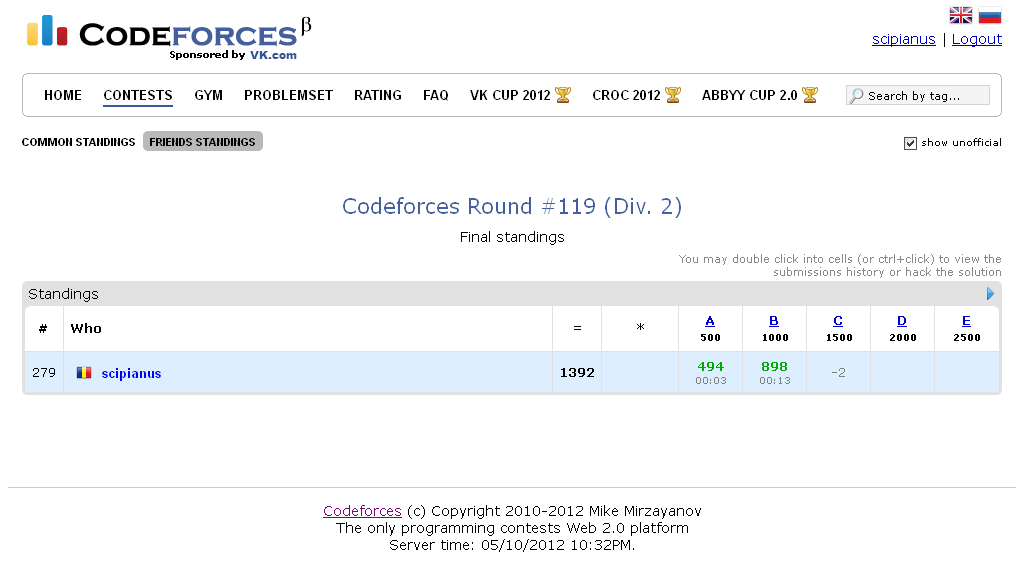 CODEFORCES β
Sponsored by VK.com
scipianus | Logout
HOME CONTESTS GYM PROBLEMSET RATING FAQ VK CUP 2012 CROC 2012 ABBYY CUP 2.0 Search by tag...
COMMON STANDINGS FRIENDS STANDINGS show unofficial
Codeforces Round #119 (Div. 2)
Final standings
You may double click into cells (or ctrl+click) to view the
submissions history or hack the solution
Standings
# Who = * A B C D E
500 1000 1500 2000 2500
279 scipianus 1392 494 898 -2
00:03 00:13
Codeforces (c) Copyright 2010-2012 Mike Mirzayanov
The only programming contests Web 2.0 platform
Server time: 05/10/2012 10:32PM.